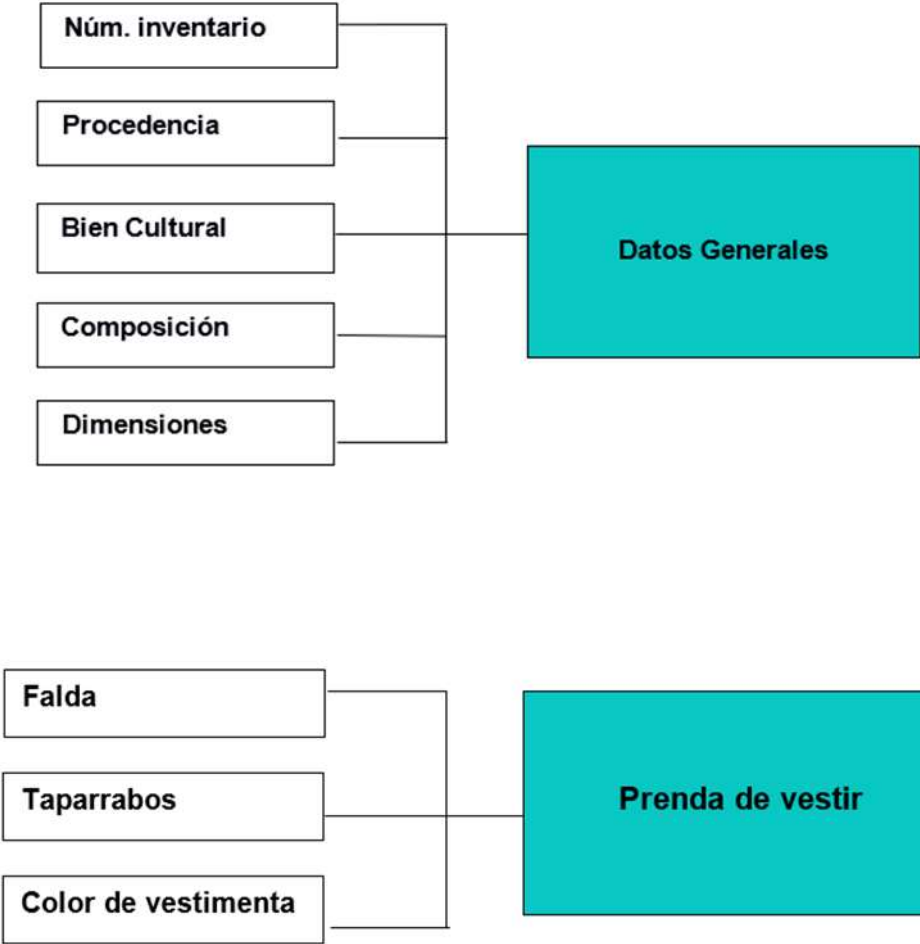 Núm. inventario
Procedencia
Bien Cultural
Composición
Dimensiones
Datos Generales
Falda
Taparrabos
Color de vestimenta
Prenda de vestir